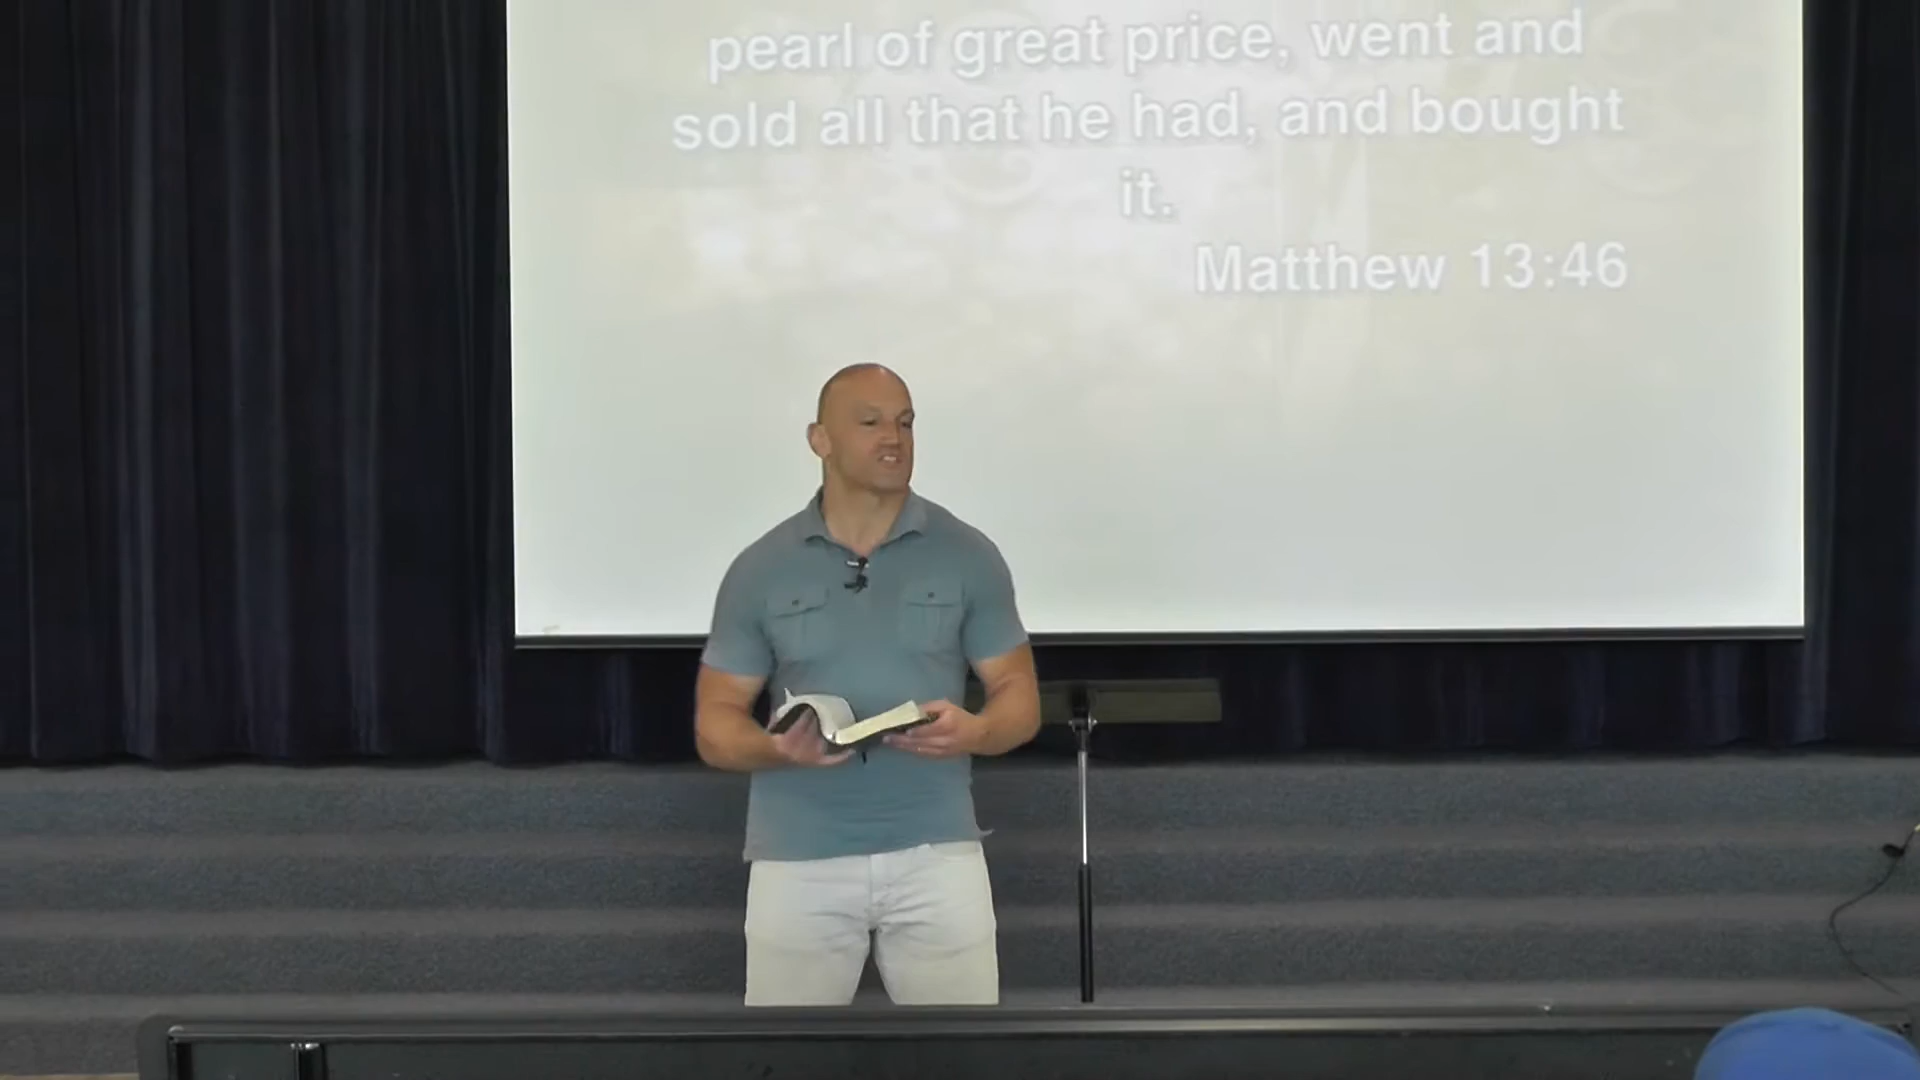 pearl of great price, went and
sold all that he had, and bought
it.
Matthew 13:46